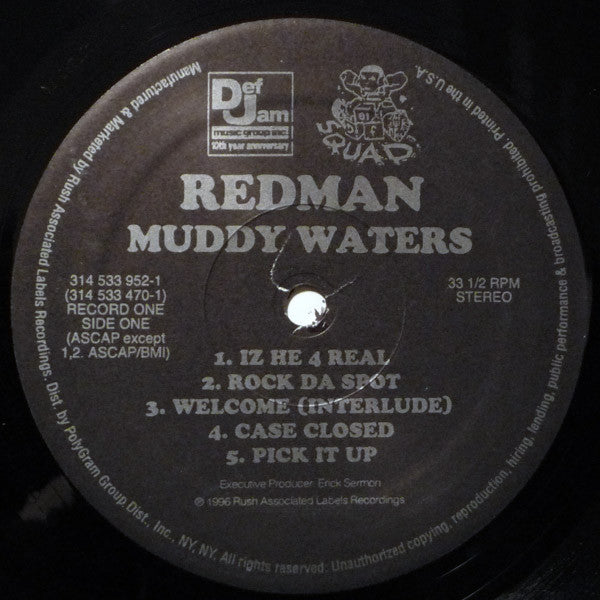 Def
Jam
music group inc.
10th year anniversary
SQUAD
REDMAN
MUDDY WATERS
314 533 952-1
(314 533 470-1)
RECORD ONE
SIDE ONE
(ASCAP except
1,2. ASCAP/BMI)
33 1/2 RPM
STEREO
1. IZ HE 4 REAL
2. ROCK DA SPOT
3. WELCOME (INTERLUDE)
4. CASE CLOSED
5. PICK IT UP
Executive Producer: Erick Sermon
℗ 1996 Rush Associated Labels Recordings
Manufactured & Marketed by Rush Associated Labels Recordings. Dist. by PolyGram Group Dist., Inc., NY, NY. All rights reserved. Unauthorized copying, reproduction, hiring, lending, public performance & broadcasting prohibited. Printed in the U.S.A.